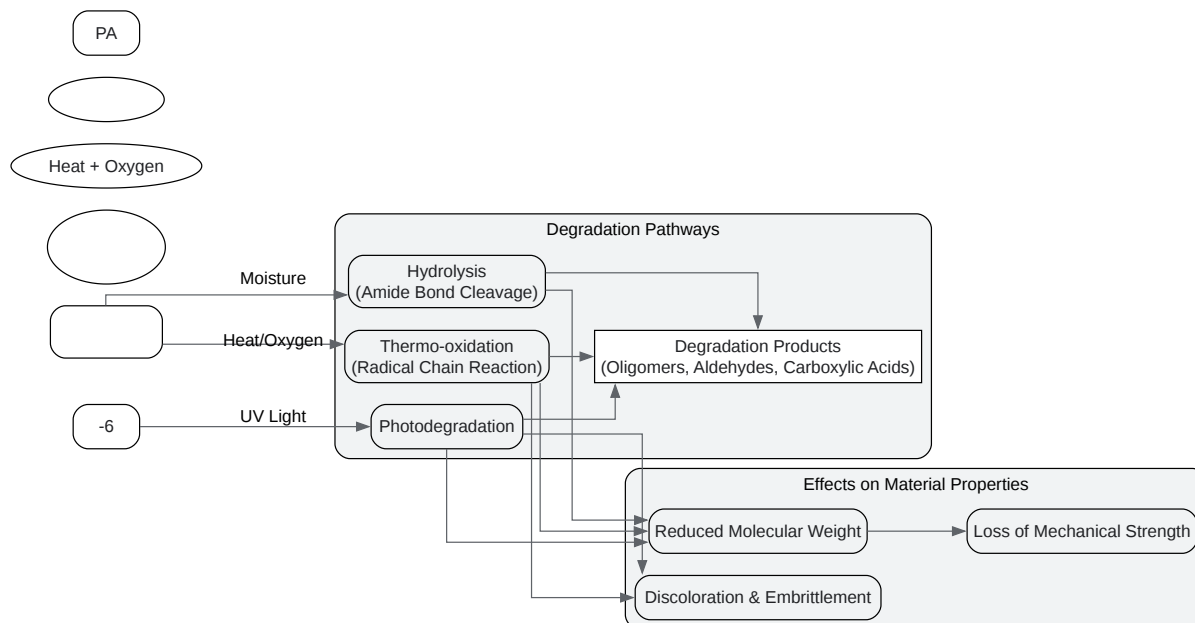 PA
Heat + Oxygen
Degradation Pathways
Moisture
Hydrolysis
(Amide Bond Cleavage)
Heat/Oxygen
Thermo-oxidation
(Radical Chain Reaction)
Degradation Products
(Oligomers, Aldehydes, Carboxylic Acids)
-6
UV Light
Photodegradation
Effects on Material Properties
Reduced Molecular Weight
Loss of Mechanical Strength
Discoloration & Embrittlement